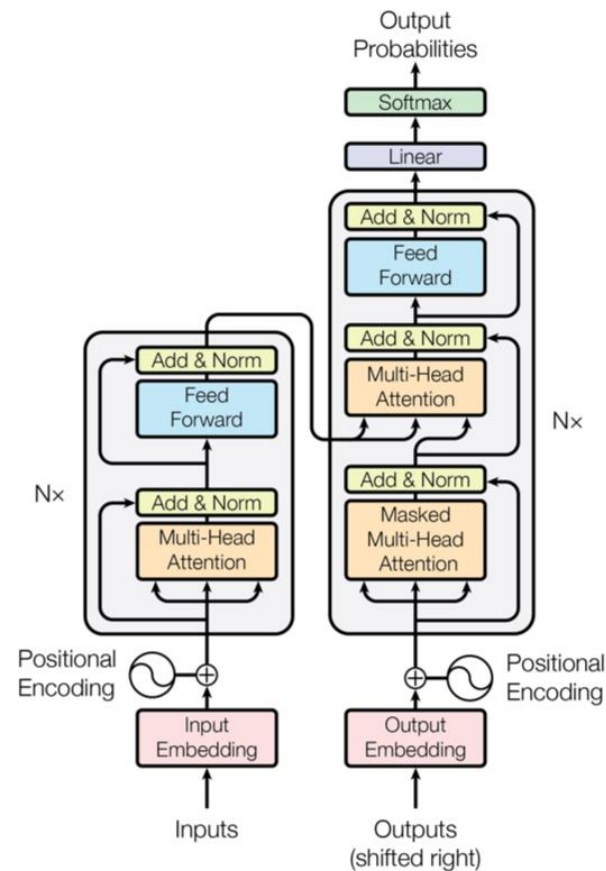 Output
Probabilities
Softmax
Linear
Add & Norm
Feed
Forward
Add & Norm
Multi-Head
Attention
Nx
Add & Norm
Masked
Multi-Head
Attention
Add & Norm
Feed
Forward
Nx
Add & Norm
Multi-Head
Attention
Positional
Encoding
Positional
Encoding
Input
Embedding
Output
Embedding
Inputs
Outputs
(shifted right)